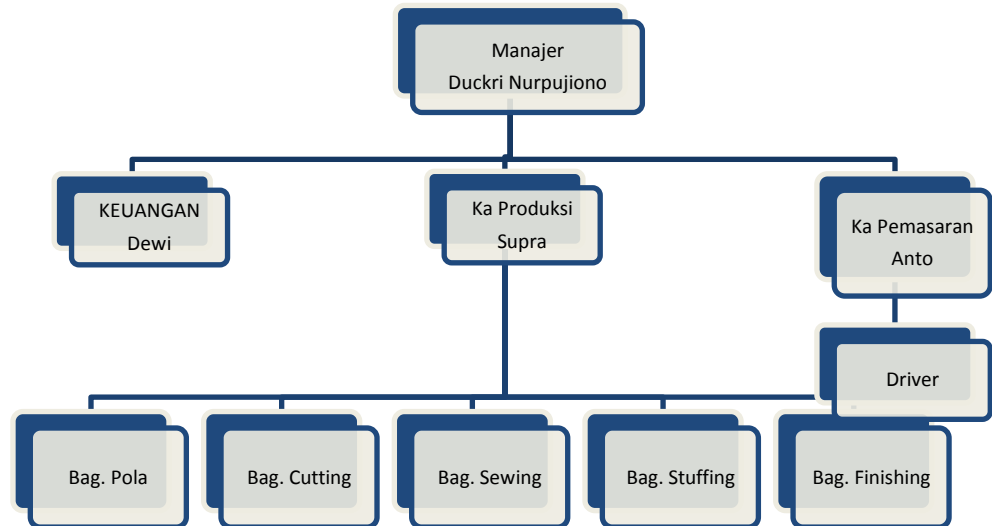 Manajer
Duckri Nurpujiono
KEUANGAN
Dewi
Ka Produksi
Supra
Ka Pemasaran
Anto
Driver
Bag. Pola
Bag. Cutting
Bag. Sewing
Bag. Stuffing
Bag. Finishing